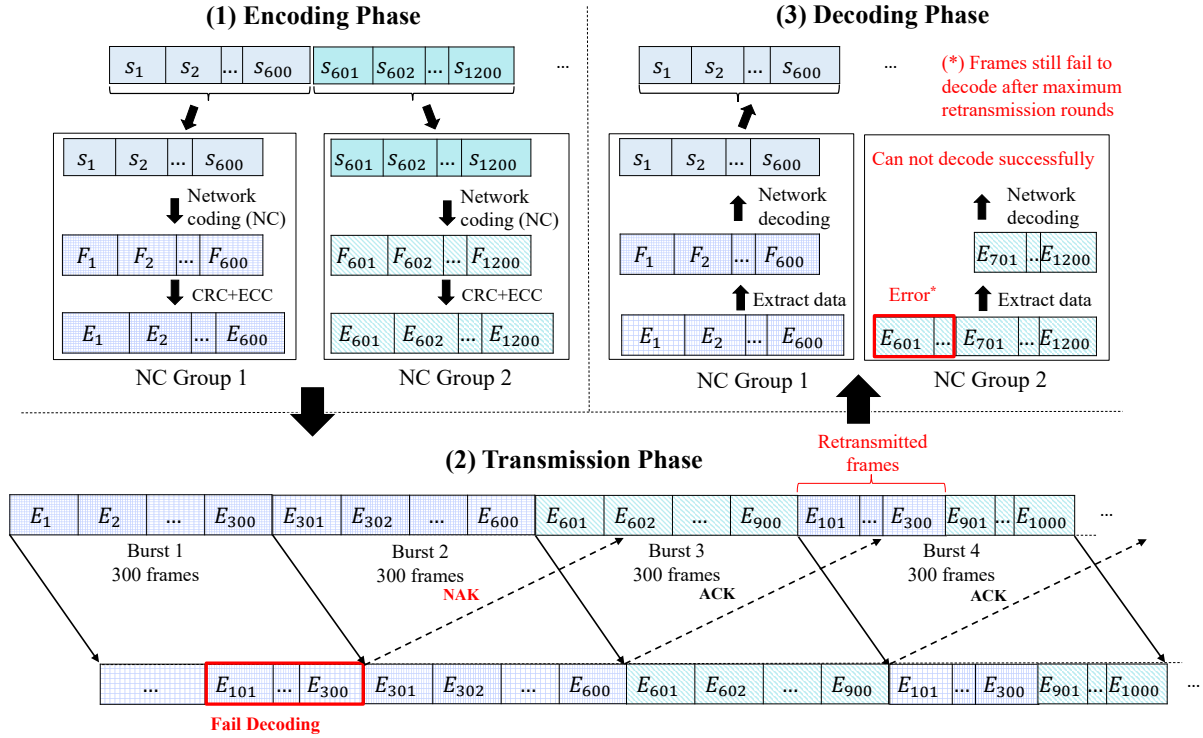 (1) Encoding Phase
s₁ s₂ ... s₆₀₀ s₆₀₁ s₆₀₂ ... s₁₂₀₀ ...
s₁ s₂ ... s₆₀₀
Network
coding (NC)
F₁ F₂ ... F₆₀₀
CRC+ECC
E₁ E₂ ... E₆₀₀
NC Group 1
s₆₀₁ s₆₀₂ ... s₁₂₀₀
Network
coding (NC)
F₆₀₁ F₆₀₂ ... F₁₂₀₀
CRC+ECC
E₆₀₁ E₆₀₂ ... E₁₂₀₀
NC Group 2
(3) Decoding Phase
s₁ s₂ ... s₆₀₀ ...
(*) Frames still fail to
decode after maximum
retransmission rounds
s₁ s₂ ... s₆₀₀
Network
decoding
F₁ F₂ ... F₆₀₀
Extract data
E₁ E₂ ... E₆₀₀
NC Group 1
Can not decode successfully
Network
decoding
E₇₀₁ .. E₁₂₀₀
Error* Extract data
E₆₀₁ ... E₇₀₁ ... E₁₂₀₀
NC Group 2
(2) Transmission Phase
Retransmitted
frames
E₁ E₂ ... E₃₀₀ E₃₀₁ E₃₀₂ ... E₆₀₀ E₆₀₁ E₆₀₂ ... E₉₀₀ E₁₀₁ ... E₃₀₀ E₉₀₁ ... E₁₀₀₀ ...
Burst 1
300 frames
Burst 2
300 frames
NAK
Burst 3
300 frames
ACK
Burst 4
300 frames
ACK
... E₁₀₁ ... E₃₀₀ E₃₀₁ E₃₀₂ ... E₆₀₀ E₆₀₁ E₆₀₂ ... E₉₀₀ E₁₀₁ ... E₃₀₀ E₉₀₁ ... E₁₀₀₀ ...
Fail Decoding